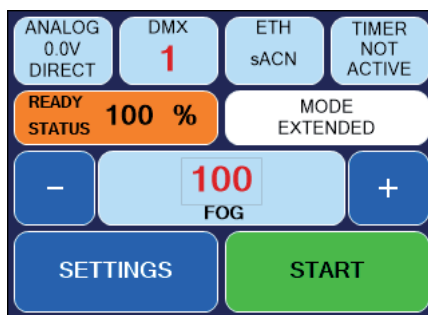 ANALOG
0.0V
DIRECT
DMX
1
ETH
sACN
TIMER
NOT
ACTIVE
READY
STATUS
100 %
MODE
EXTENDED
−
100
FOG
+
SETTINGS
START